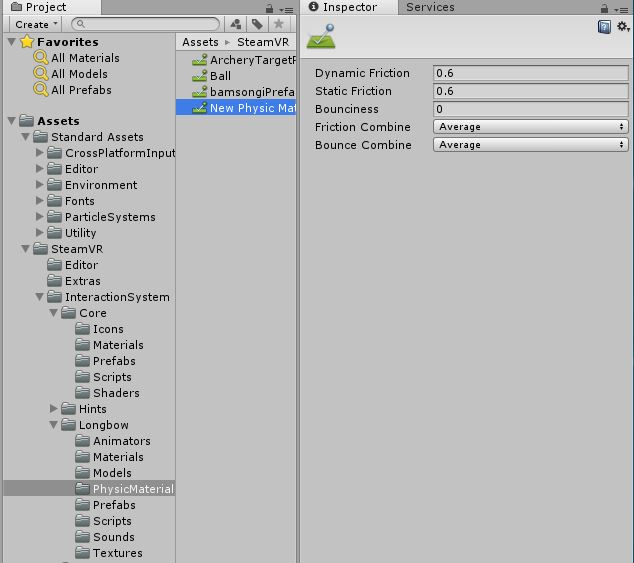 Project
Create
Favorites
All Materials
All Models
All Prefabs
Assets
Standard Assets
CrossPlatformInput
Editor
Environment
Fonts
ParticleSystems
Utility
SteamVR
Editor
Extras
InteractionSystem
Core
Icons
Materials
Prefabs
Scripts
Shaders
Hints
Longbow
Animators
Materials
Models
PhysicMaterial
Prefabs
Scripts
Sounds
Textures
Assets SteamVR
ArcheryTargetP
Ball
bamsongiPrefa
New Physic Mat
Inspector Services
Dynamic Friction 0.6
Static Friction 0.6
Bounciness 0
Friction Combine Average
Bounce Combine Average